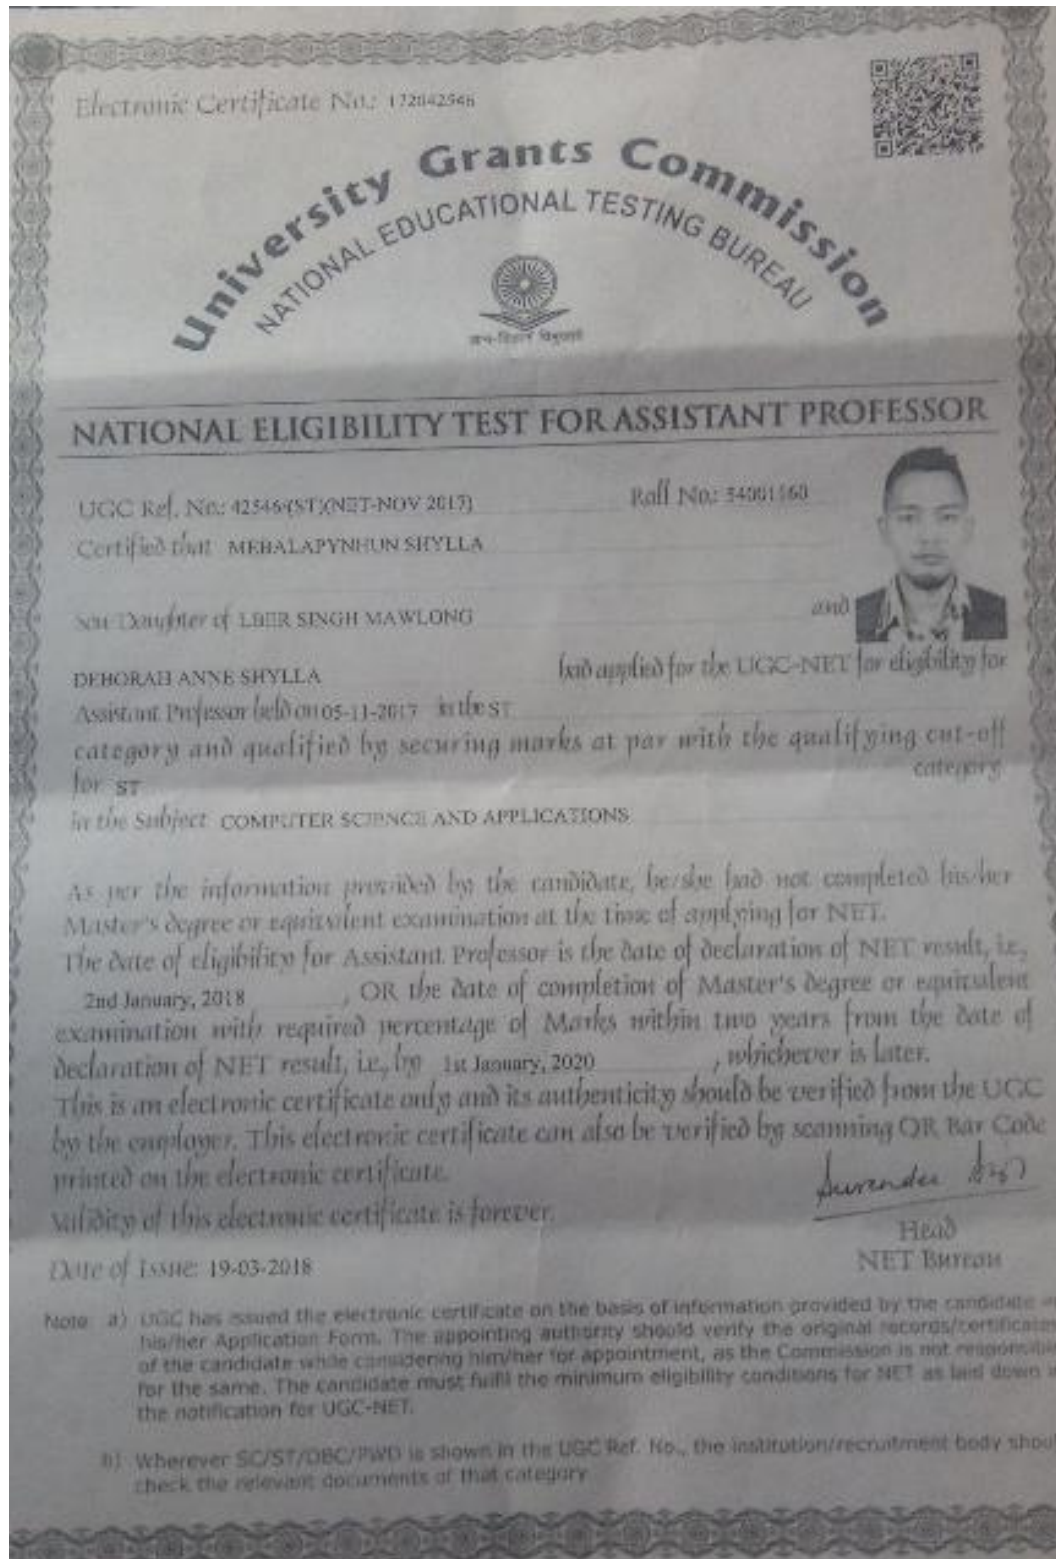 Electronic Certificate No.: 172042546
University Grants Commission
NATIONAL EDUCATIONAL TESTING BUREAU
NATIONAL ELIGIBILITY TEST FOR ASSISTANT PROFESSOR
UGC Ref. No.: 42546/(ST)(NET-NOV 2017) Roll No.: 54001160
Certified that MEBALAPYNHUN SHYLLA
Son/Daughter of LBER SINGH MAWLONG and
DEBORAH ANNE SHYLLA had applied for the UGC-NET for eligibility for
Assistant Professor held on 05-11-2017 in the ST
category and qualified by securing marks at par with the qualifying cut-off
for ST category
in the Subject COMPUTER SCIENCE AND APPLICATIONS
As per the information provided by the candidate, he/she had not completed his/her
Master's degree or equivalent examination at the time of applying for NET.
The date of eligibility for Assistant Professor is the date of declaration of NET result, i.e.,
2nd January, 2018 , OR the date of completion of Master's degree or equivalent
examination with required percentage of Marks within two years from the date of
declaration of NET result, i.e., by 1st January, 2020 , whichever is later.
This is an electronic certificate only and its authenticity should be verified from the UGC
by the employer. This electronic certificate can also be verified by scanning QR Bar Code
printed on the electronic certificate.
Validity of this electronic certificate is forever.
Surender
Head
NET Bureau
Date of Issue: 19-03-2018
Note a) UGC has issued the electronic certificate on the basis of information provided by the candidate
his/her Application Form. The appointing authority should verify the original records/certificates
of the candidate while considering him/her for appointment, as the Commission is not responsible
for the same. The candidate must fulfil the minimum eligibility conditions for NET as laid down
the notification for UGC-NET.
b) Wherever SC/ST/OBC/PWD is shown in the UGC Ref. No., the institution/recruitment body shou
check the relevant documents of that category